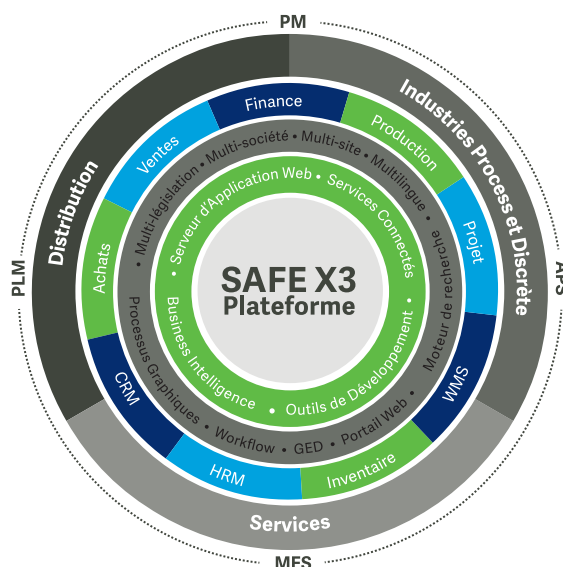 PM
Industries Process et Discrète
APS
Services
MES
PLM
Distribution
Finance
Production
Projet
WMS
Inventaire
HRM
CRM
Achats
Ventes
• Multi-législation • Multi-société • Multi-site • Multilingue •
Moteur de recherche
Portail Web •
GED •
Workflow •
Processus Graphiques •
• Serveur d'Application Web • Services Connectés
• Outils de Développement •
Business Intelligence
SAFE X3
Plateforme